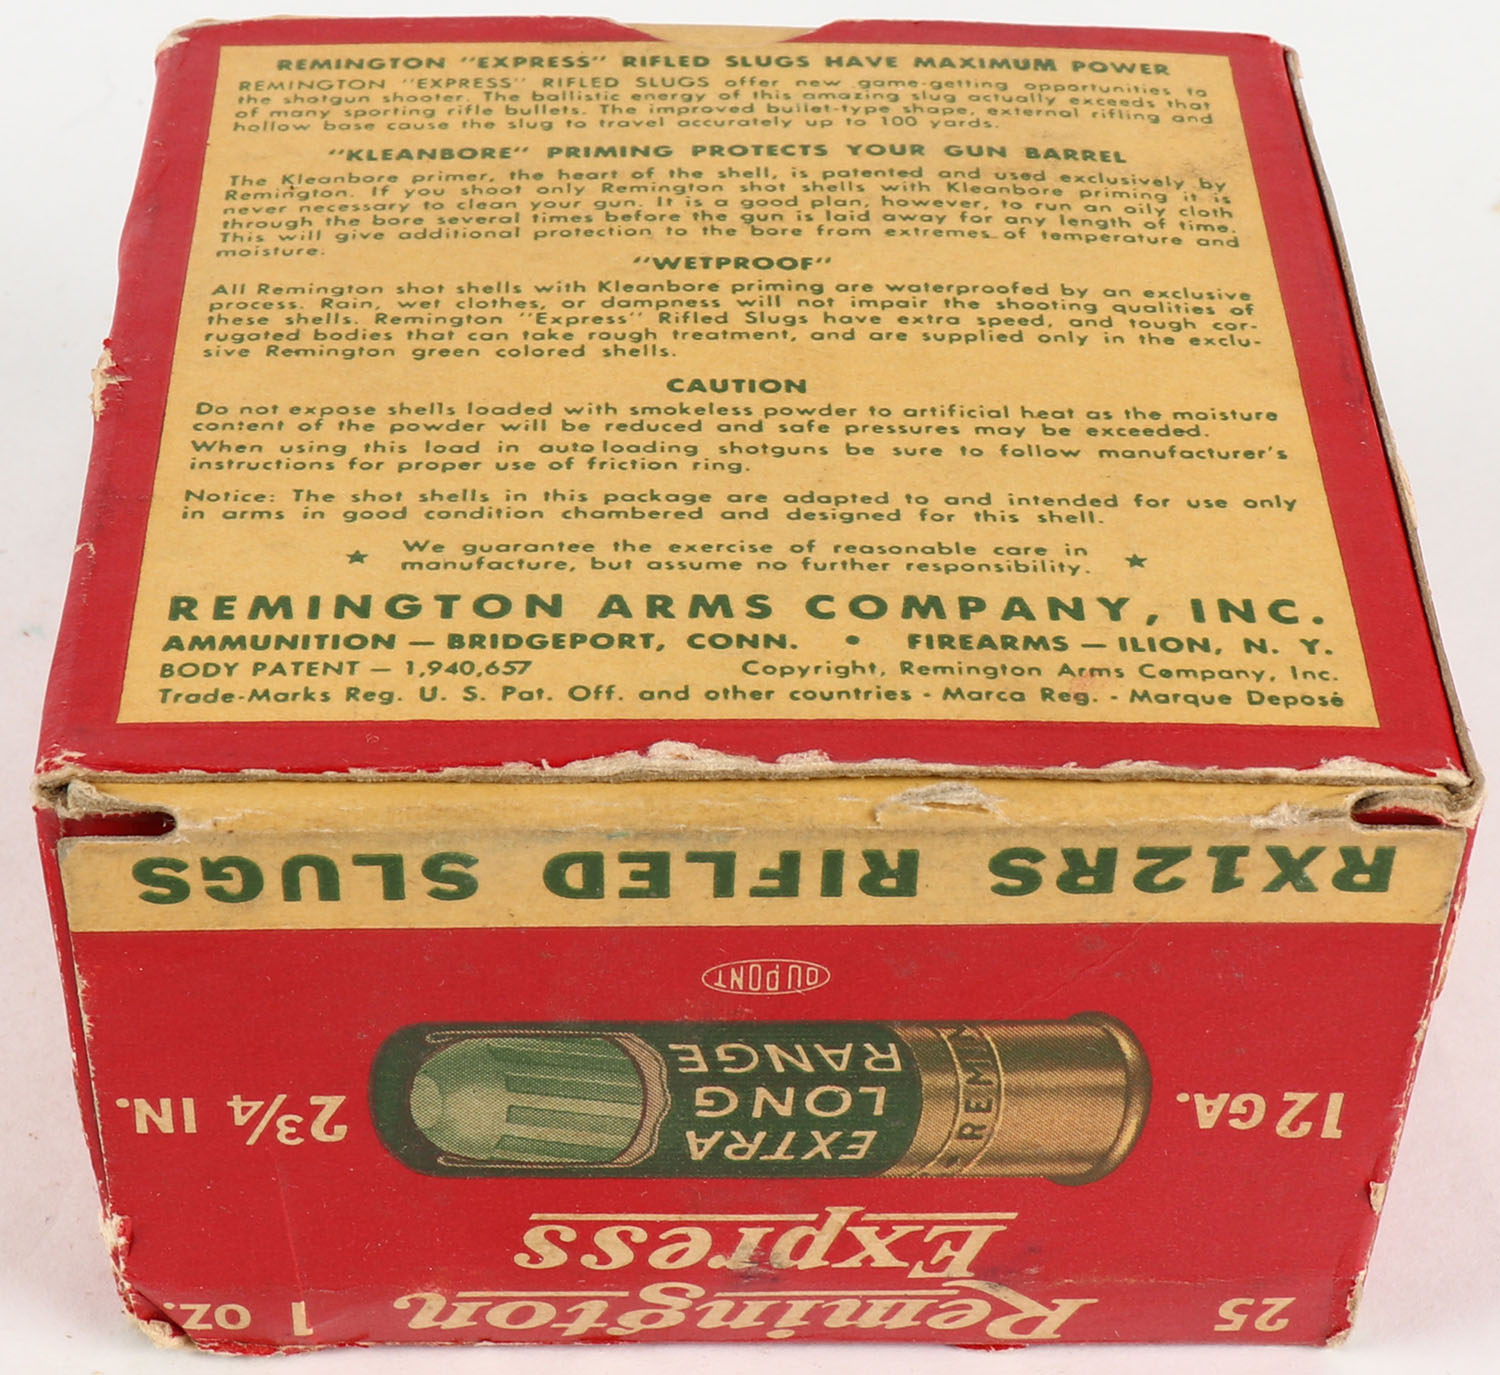 REMINGTON "EXPRESS" RIFLED SLUGS HAVE MAXIMUM POWER
REMINGTON "EXPRESS" RIFLED SLUGS offer new game-getting opportunities to
the shotgun shooter. The ballistic energy of this amazing slug actually exceeds that
of many sporting rifle bullets. The improved bullet-type shape, external rifling and
hollow base cause the slug to travel accurately up to 100 yards.
"KLEANBORE" PRIMING PROTECTS YOUR GUN BARREL
The Kleanbore primer, the heart of the shell, is patented and used exclusively by
Remington. If you shoot only Remington shot shells with Kleanbore priming it is
never necessary to clean your gun. It is a good plan, however, to run an oily cloth
through the bore several times before the gun is laid away for any length of time.
This will give additional protection to the bore from extremes of temperature and
moisture.
"WETPROOF"
All Remington shot shells with Kleanbore priming are waterproofed by an exclusive
process. Rain, wet clothes, or dampness will not impair the shooting qualities of
these shells. Remington "Express" Rifled Slugs have extra speed, and tough cor-
rugated bodies that can take rough treatment, and are supplied only in the exclu-
sive Remington green colored shells.
CAUTION
Do not expose shells loaded with smokeless powder to artificial heat as the moisture
content of the powder will be reduced and safe pressures may be exceeded.
When using this load in autoloading shotguns be sure to follow manufacturer's
instructions for proper use of friction ring.
Notice: The shot shells in this package are adapted to and intended for use only
in arms in good condition chambered and designed for this shell.
★ We guarantee the exercise of reasonable care in ★
manufacture, but assume no further responsibility.
REMINGTON ARMS COMPANY, INC.
AMMUNITION — BRIDGEPORT, CONN. • FIREARMS — ILION, N. Y.
BODY PATENT — 1,940,657 Copyright, Remington Arms Company, Inc.
Trade-Marks Reg. U. S. Pat. Off. and other countries - Marca Reg. - Marque Deposé
25 Remington 1 OZ.
Express
12 GA. REMIN EXTRA 2¾ IN.
LONG
RANGE
DUPONT
RX12RS RIFLED SLUGS